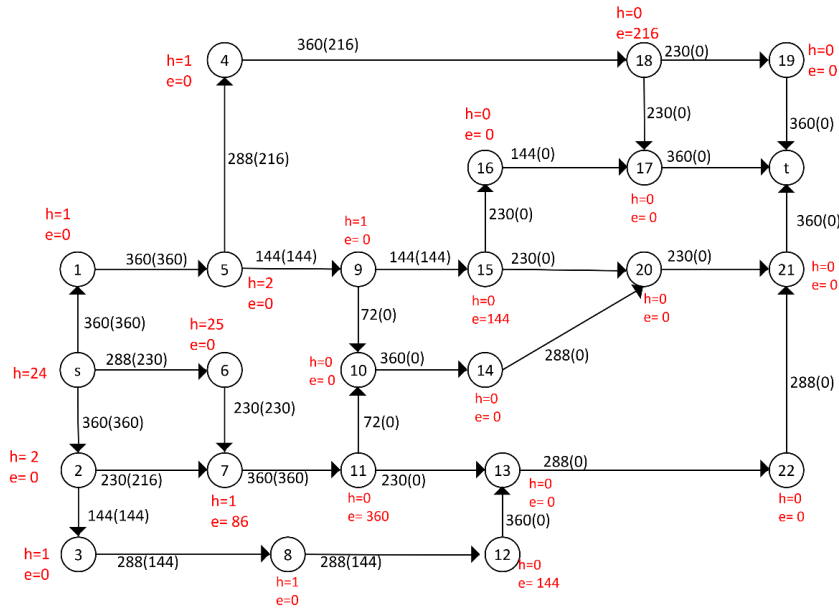 h=0
e=216
360(216)
230(0)
h=1
e=0
4
18
19
h=0
e= 0
h=0
e= 0
230(0)
360(0)
144(0)
360(0)
288(216)
16
17
t
h=0
e= 0
230(0)
360(0)
h=1
e=0
h=1
e= 0
360(360)
144(144)
144(144)
230(0)
230(0)
1
5
9
15
20
21
h=2
e=0
h=0
e=144
h=0
e= 0
h=0
e= 0
360(360)
72(0)
h=25
e=0
288(230)
360(0)
288(0)
288(0)
h=24
s
6
h=0
e= 0
10
14
h=0
e= 0
360(360)
230(230)
72(0)
h= 2
e= 0
2
230(216)
7
360(360)
11
230(0)
13
288(0)
22
h=1
e= 86
h=0
e= 360
h=0
e= 0
h=0
e= 0
144(144)
360(0)
h=1
e=0
3
288(144)
8
288(144)
12
h=0
e= 144
h=1
e=0